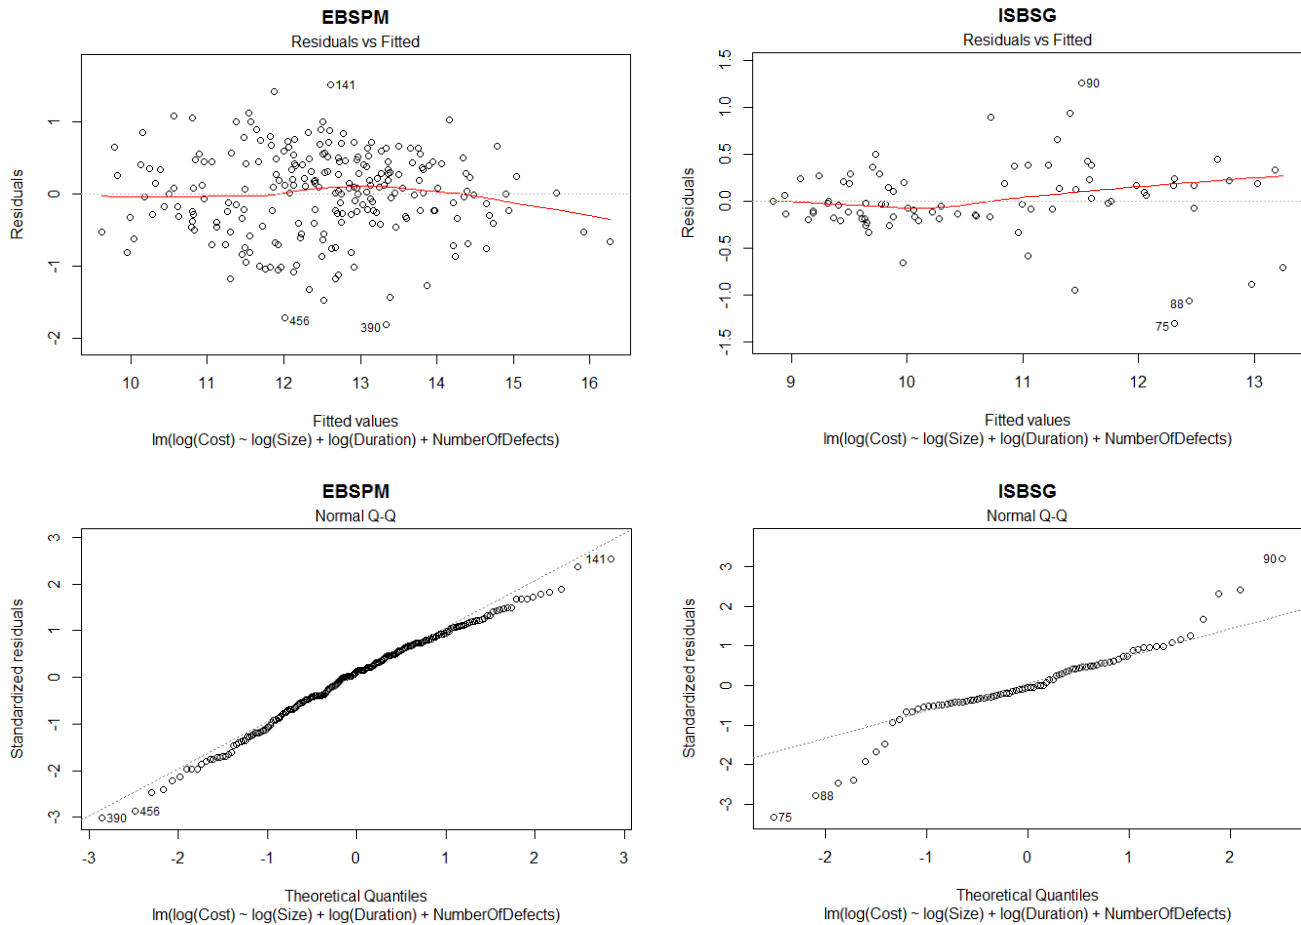 EBSPM
Residuals vs Fitted
Residuals
1
0
-1
-2
141
456
390
10 11 12 13 14 15 16
Fitted values
lm(log(Cost) ~ log(Size) + log(Duration) + NumberOfDefects)
ISBSG
Residuals vs Fitted
Residuals
1.5
1.0
0.5
0.0
-0.5
-1.0
-1.5
90
88
75
9 10 11 12 13
Fitted values
lm(log(Cost) ~ log(Size) + log(Duration) + NumberOfDefects)
EBSPM
Normal Q-Q
Standardized residuals
3
2
1
0
-1
-2
-3
141
456
390
-3 -2 -1 0 1 2 3
Theoretical Quantiles
lm(log(Cost) ~ log(Size) + log(Duration) + NumberOfDefects)
ISBSG
Normal Q-Q
Standardized residuals
3
2
1
0
-1
-2
-3
90
88
75
-2 -1 0 1 2
Theoretical Quantiles
lm(log(Cost) ~ log(Size) + log(Duration) + NumberOfDefects)